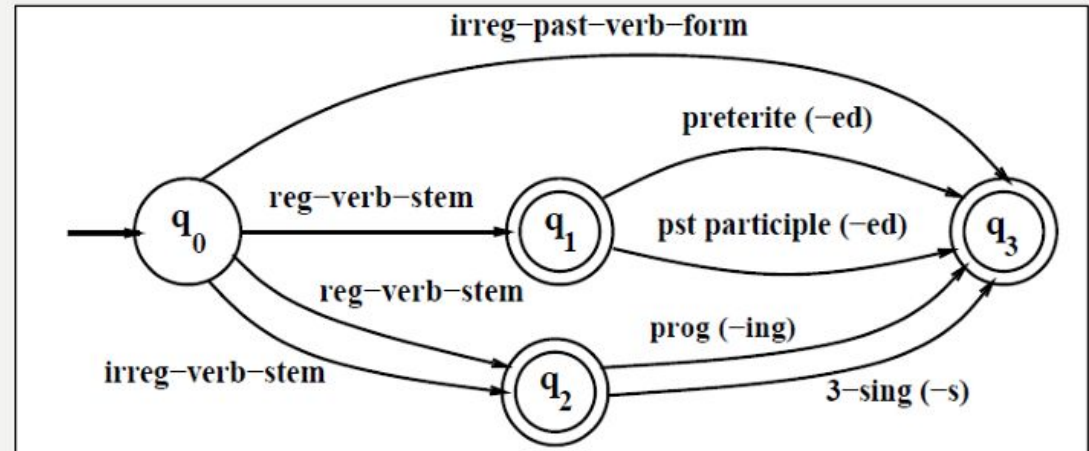 irreg−past−verb−form
preterite (−ed)
reg−verb−stem
q0
q1
pst participle (−ed)
q3
reg−verb−stem
prog (−ing)
irreg−verb−stem
q2
3−sing (−s)